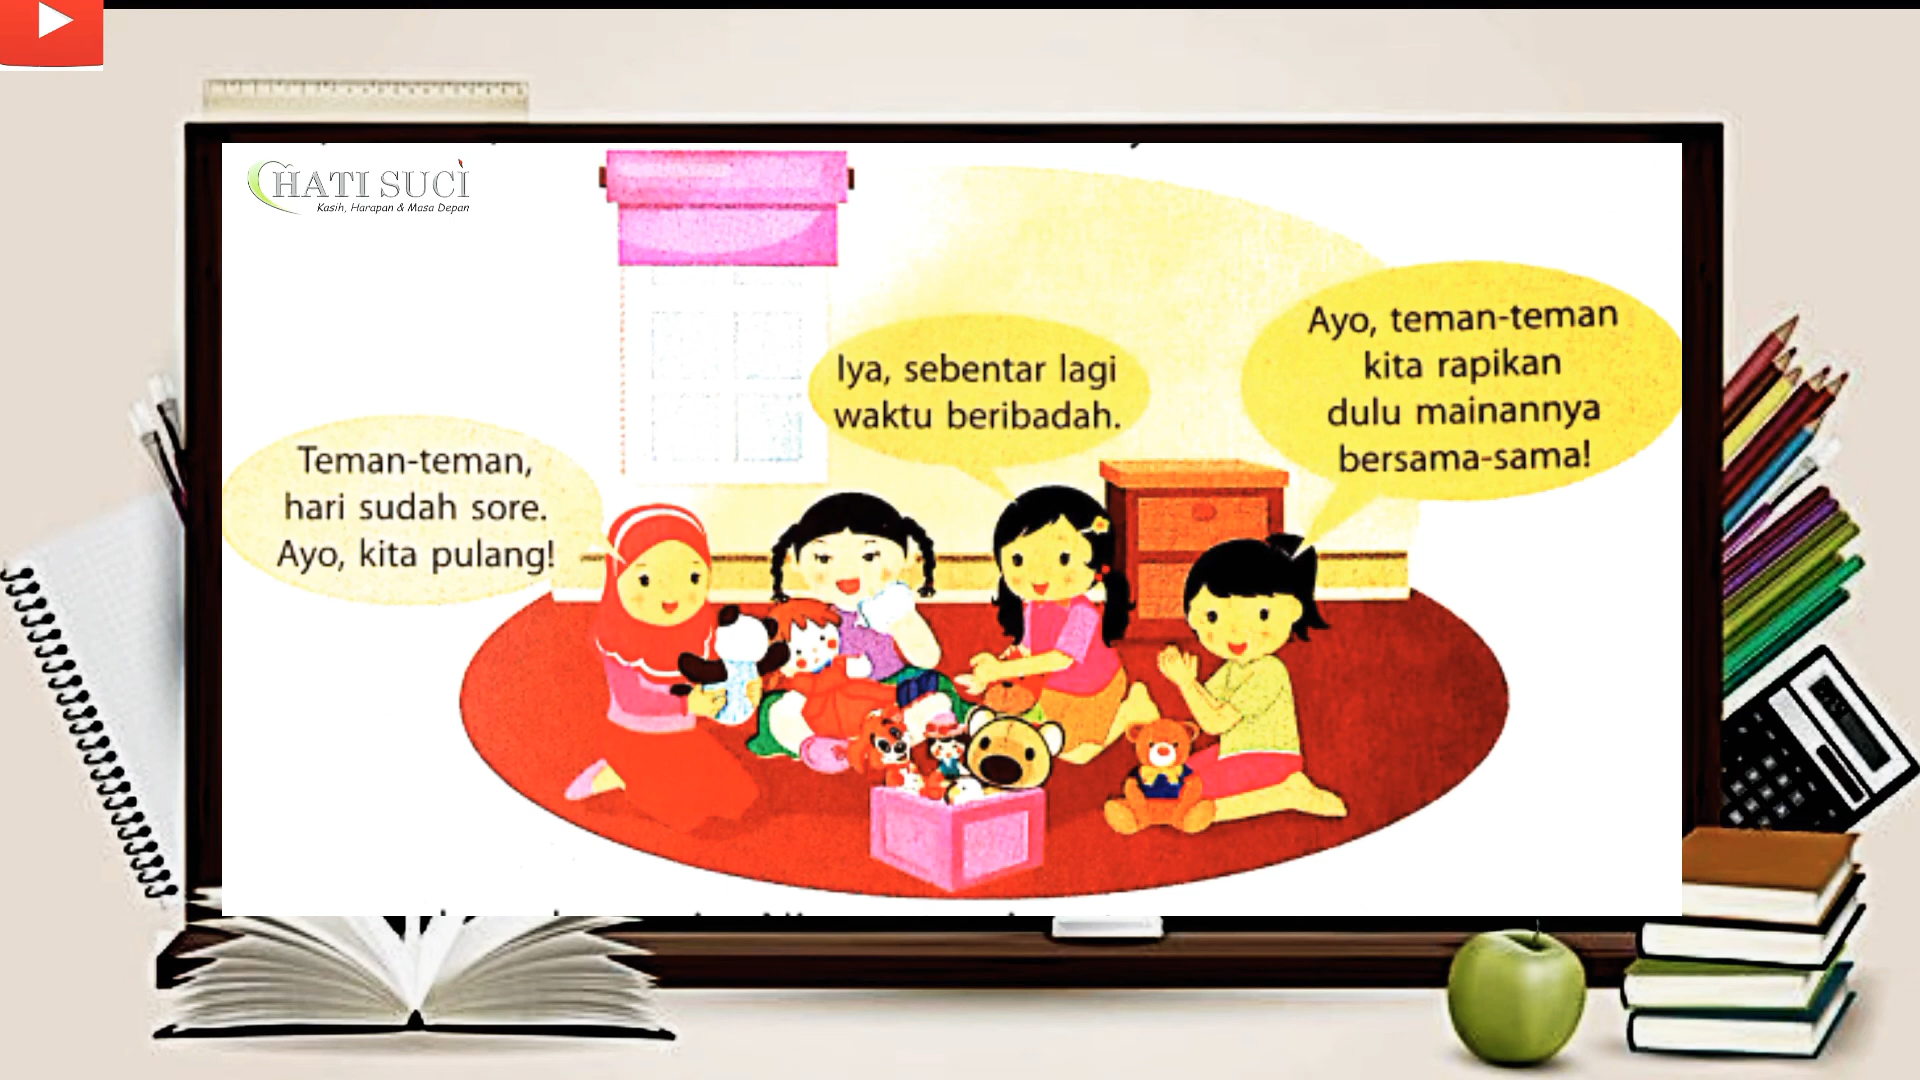 HATI SUCI
Kasih, Harapan & Masa Depan
Teman-teman,
hari sudah sore.
Ayo, kita pulang!
Iya, sebentar lagi
waktu beribadah.
Ayo, teman-teman
kita rapikan
dulu mainannya
bersama-sama!